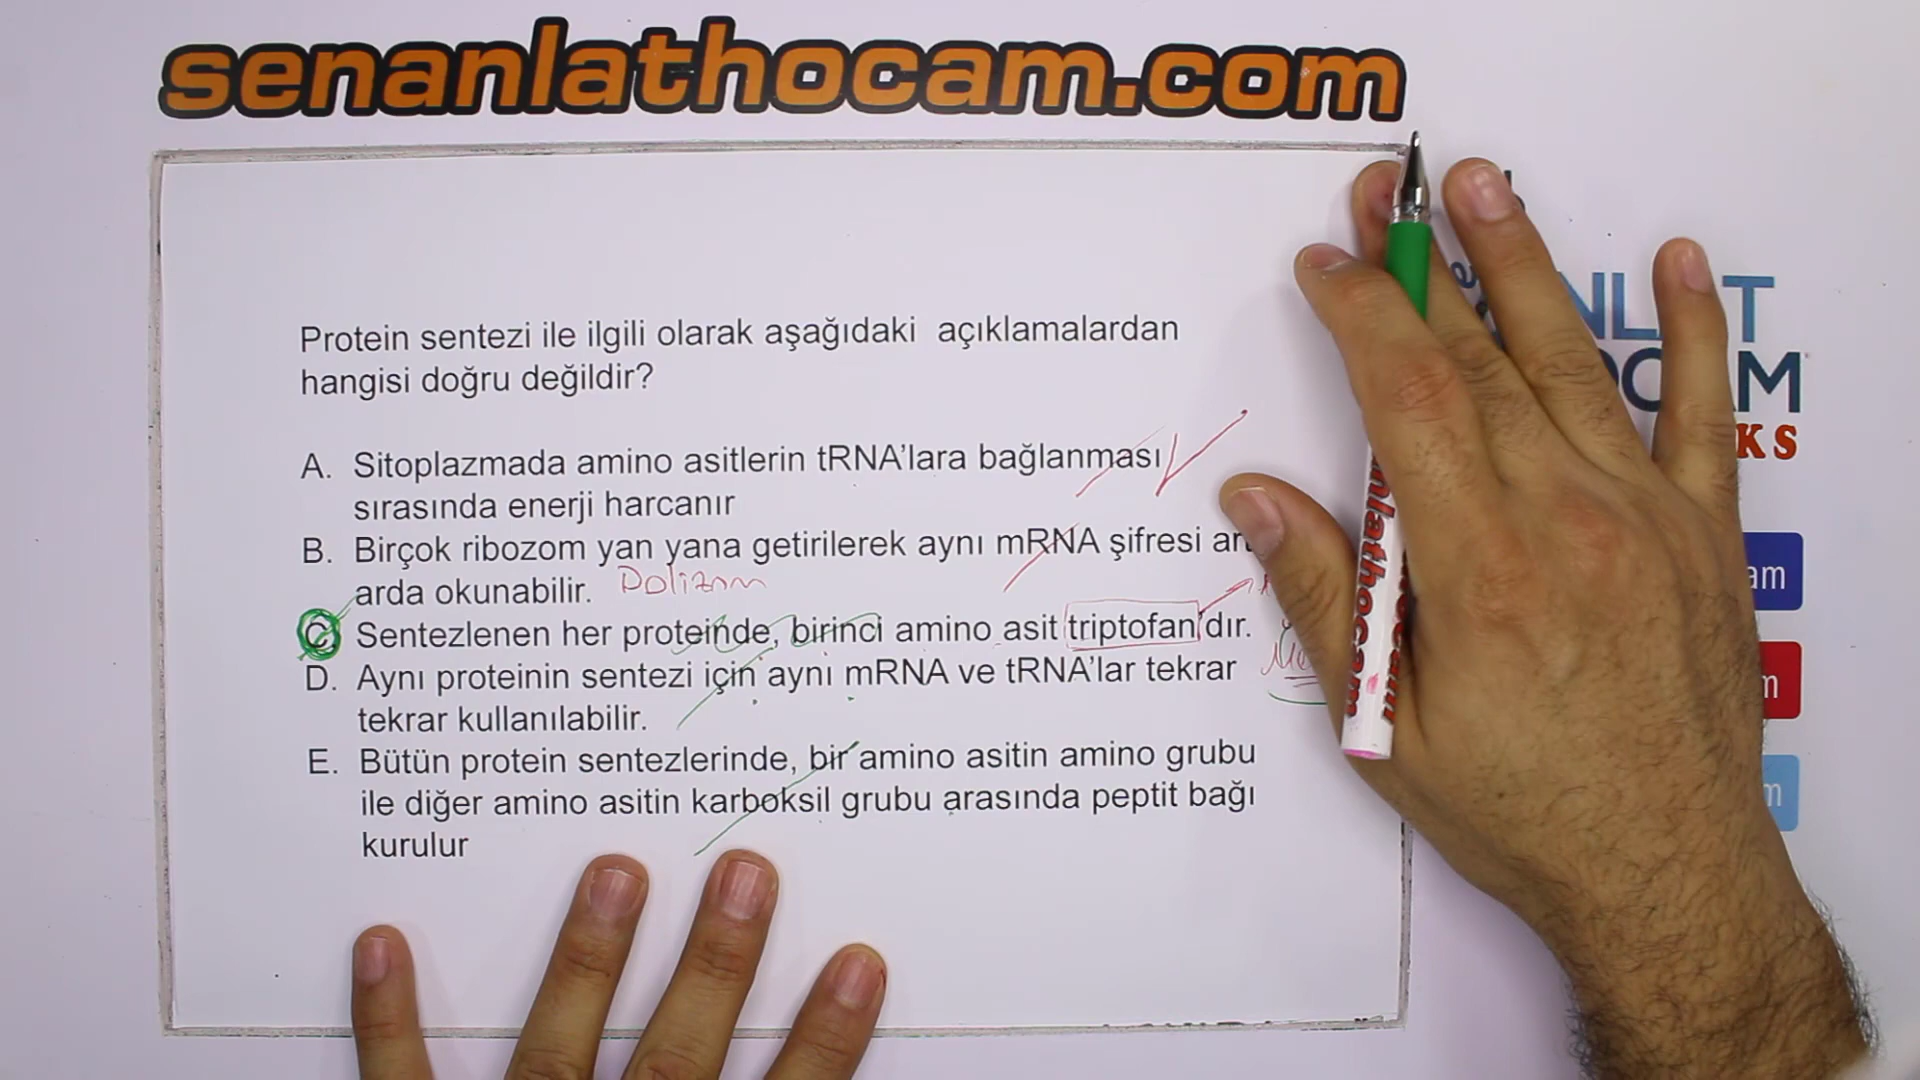 senanlathocam.com
Protein sentezi ile ilgili olarak aşağıdaki açıklamalardan
hangisi doğru değildir?
A. Sitoplazmada amino asitlerin tRNA'lara bağlanması
sırasında enerji harcanır
B. Birçok ribozom yan yana getirilerek aynı mRNA şifresi
arda okunabilir. Polizom
C Sentezlenen her proteinde, birinci amino asit triptofan'dır.
D. Aynı proteinin sentezi için aynı mRNA ve tRNA'lar tekrar
tekrar kullanılabilir.
E. Bütün protein sentezlerinde, bir amino asitin amino grubu
ile diğer amino asitin karboksil grubu arasında peptit bağı
kurulur